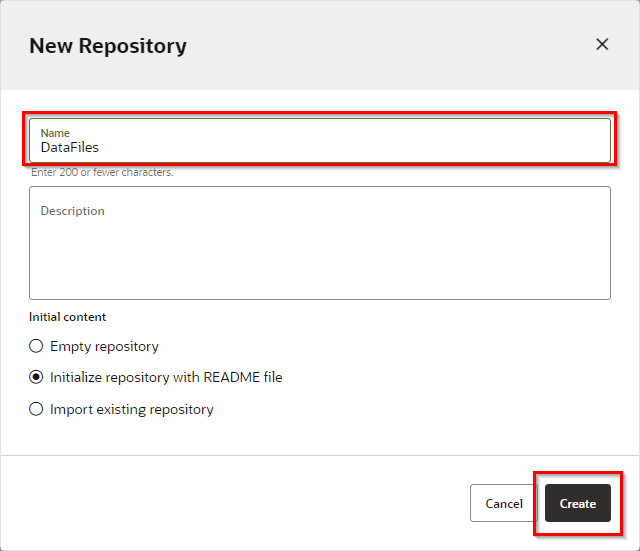 New Repository
Name
DataFiles
Enter 200 or fewer characters.
Description
Initial content
Empty repository
Initialize repository with README file
Import existing repository
Cancel
Create